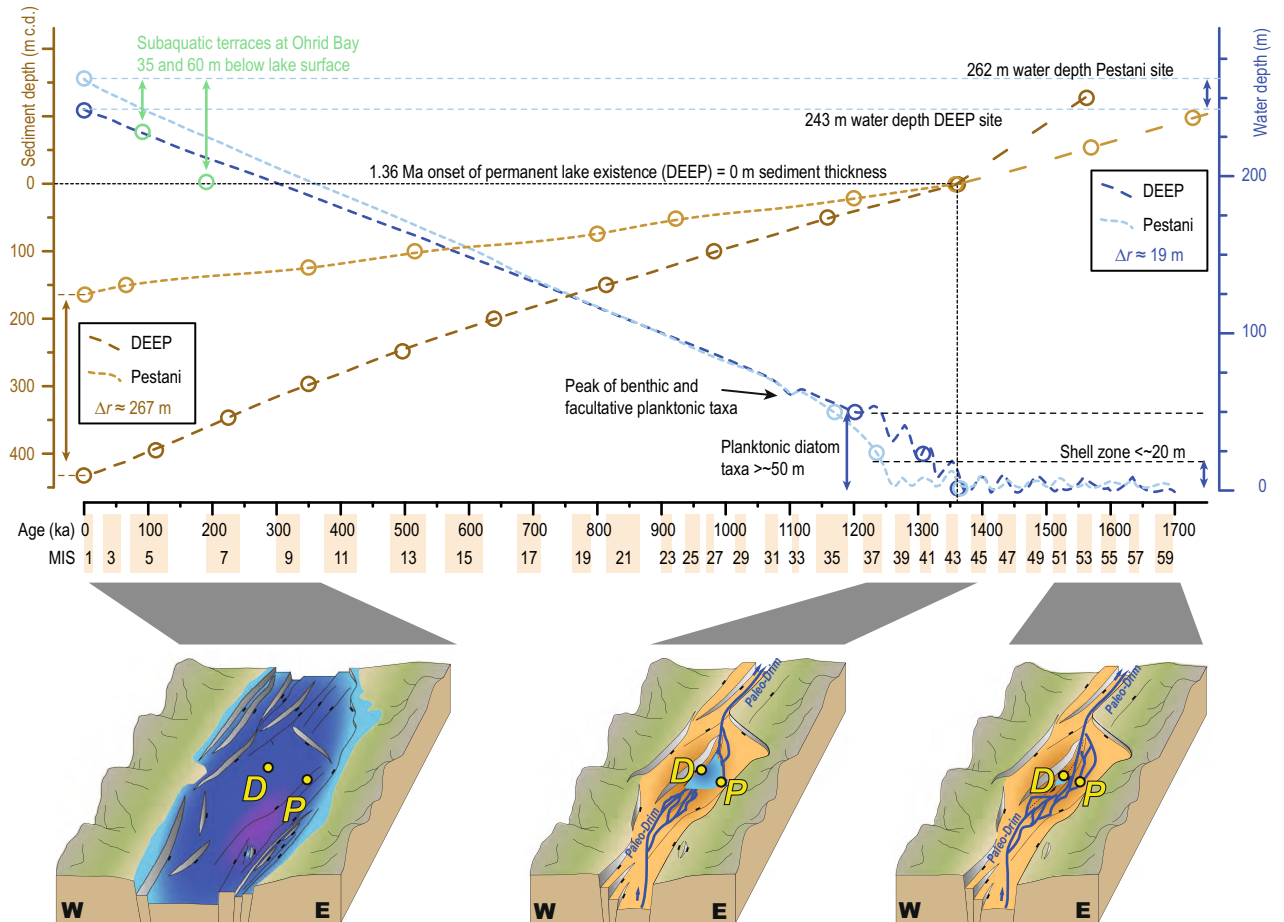 Sediment depth (m c.d.)
0
100
200
300
400
Subaquatic terraces at Ohrid Bay
35 and 60 m below lake surface
262 m water depth Pestani site
243 m water depth DEEP site
1.36 Ma onset of permanent lake existence (DEEP) = 0 m sediment thickness
Water depth (m)
200
100
0
DEEP
Pestani
Δr ≈ 19 m
DEEP
Pestani
Δr ≈ 267 m
Peak of benthic and
facultative planktonic taxa
Planktonic diatom
taxa >~50 m
Shell zone <~20 m
Age (ka) 0 100 200 300 400 500 600 700 800 900 1000 1100 1200 1300 1400 1500 1600 1700
MIS 1 3 5 7 9 11 13 15 17 19 21 23 25 27 29 31 33 35 37 39 41 43 45 47 49 51 53 55 57 59
D
P
W E
Paleo-Drim
D
P
Paleo-Drim
W E
Paleo-Drim
D
P
Paleo-Drim
W E